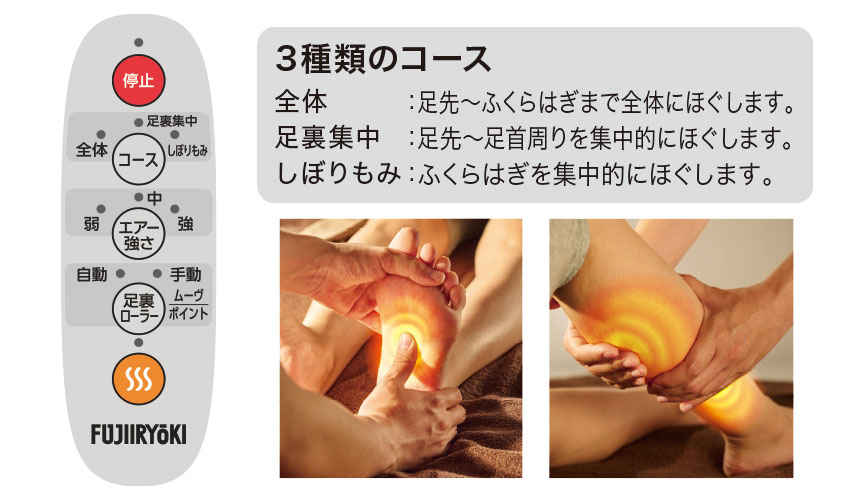 停止
足裏集中
全体
コース
しぼりもみ
中
弱
エアー
強さ
強
自動
手動
足裏
ローラー
ムーヴ
ポイント
FUJIIRYōKI
3種類のコース
全体　：足先～ふくらはぎまで全体にほぐします。
足裏集中　：足先～足首周りを集中的にほぐします。
しぼりもみ：ふくらはぎを集中的にほぐします。